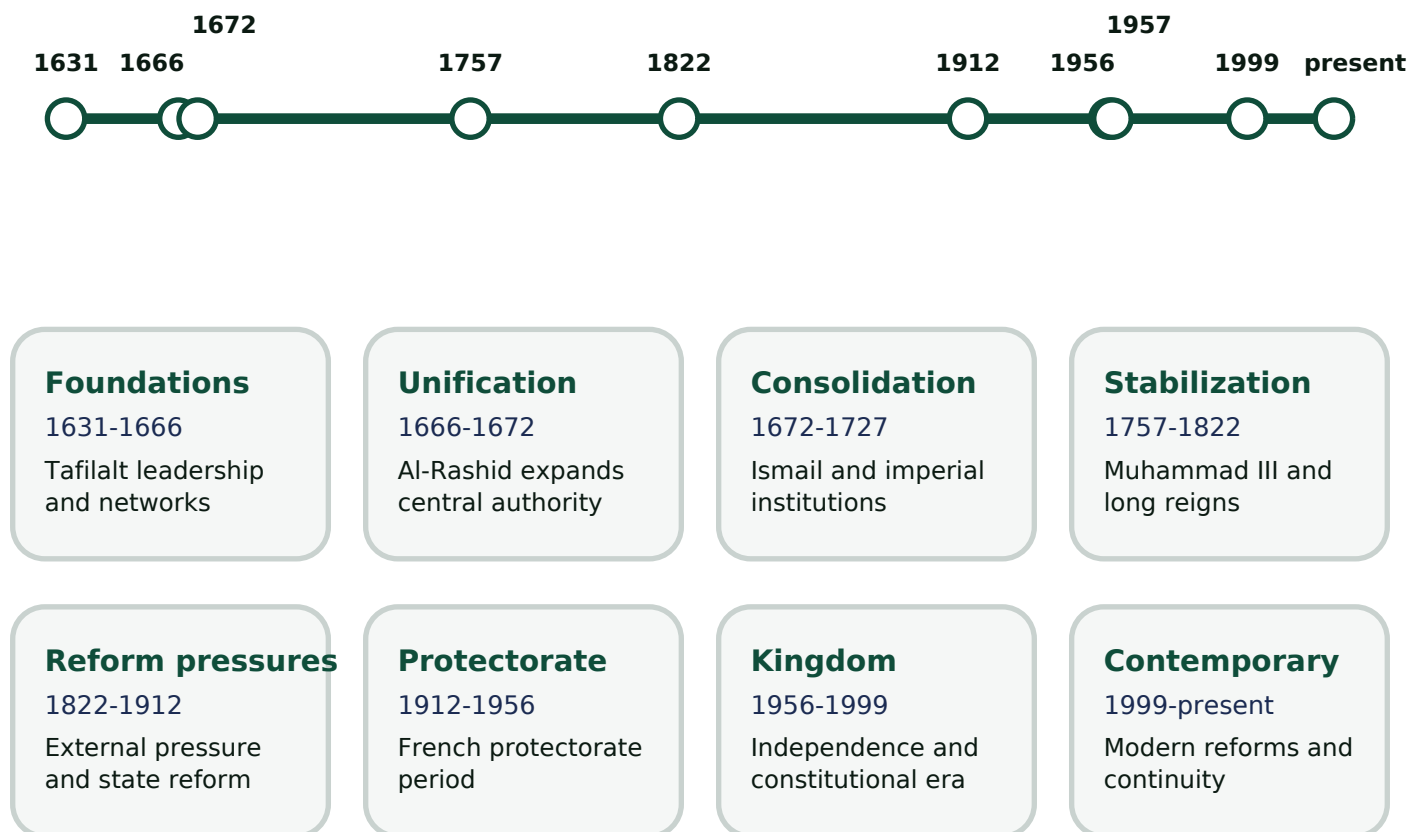 1672
1957
1631
1666
1757
1822
1912
1956
1999
present
Foundations
1631-1666
Tafilalt leadership
and networks
Unification
1666-1672
Al-Rashid expands
central authority
Consolidation
1672-1727
Ismail and imperial
institutions
Stabilization
1757-1822
Muhammad III and
long reigns
Reform pressures
1822-1912
External pressure
and state reform
Protectorate
1912-1956
French protectorate
period
Kingdom
1956-1999
Independence and
constitutional era
Contemporary
1999-present
Modern reforms and
continuity